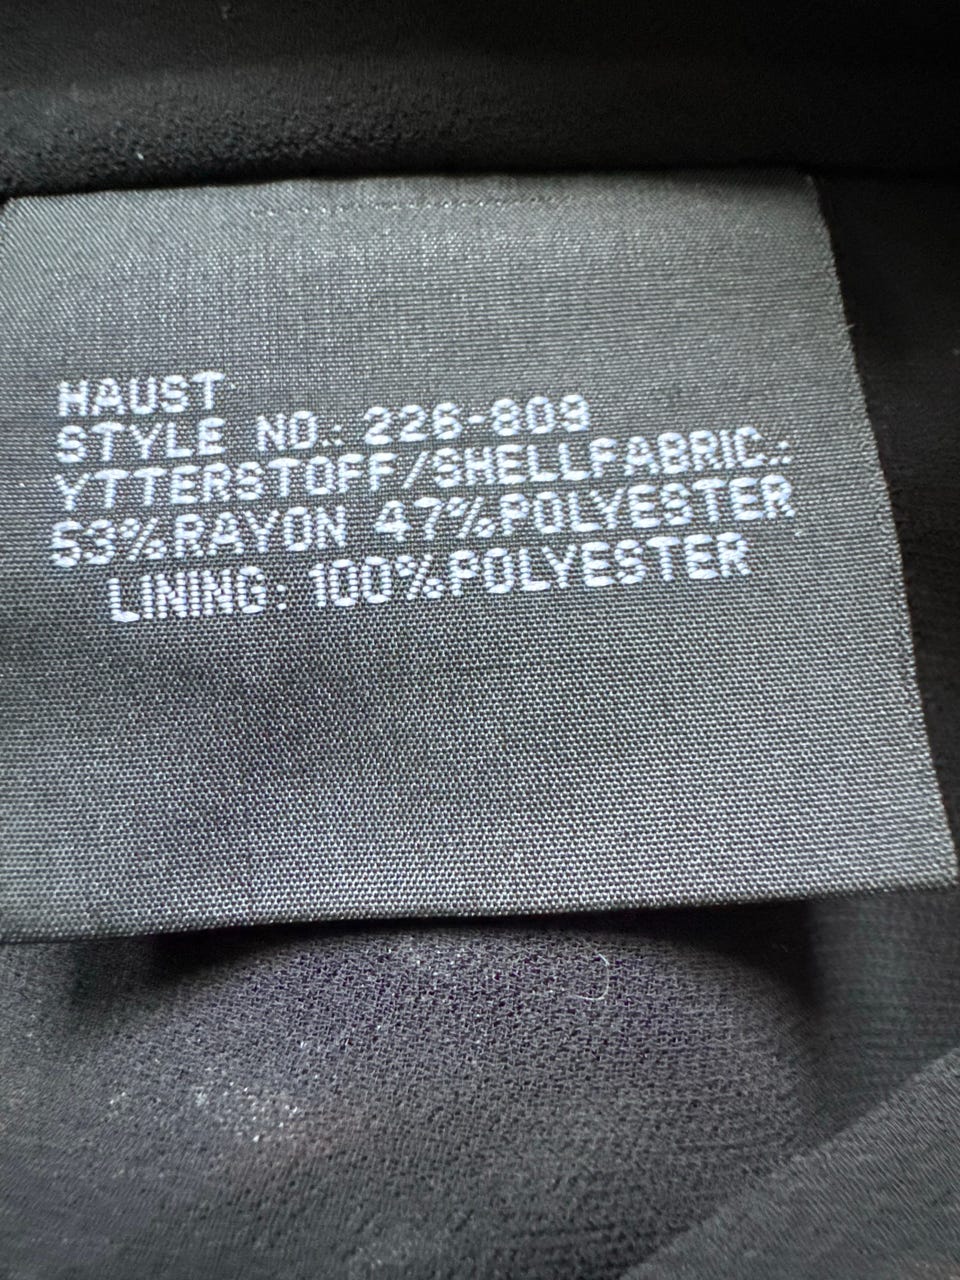 HAUST
STYLE NO.: 226-809
YTTERSTOFF/SHELLFABRIC.:
53%RAYON 47%POLYESTER
LINING: 100%POLYESTER